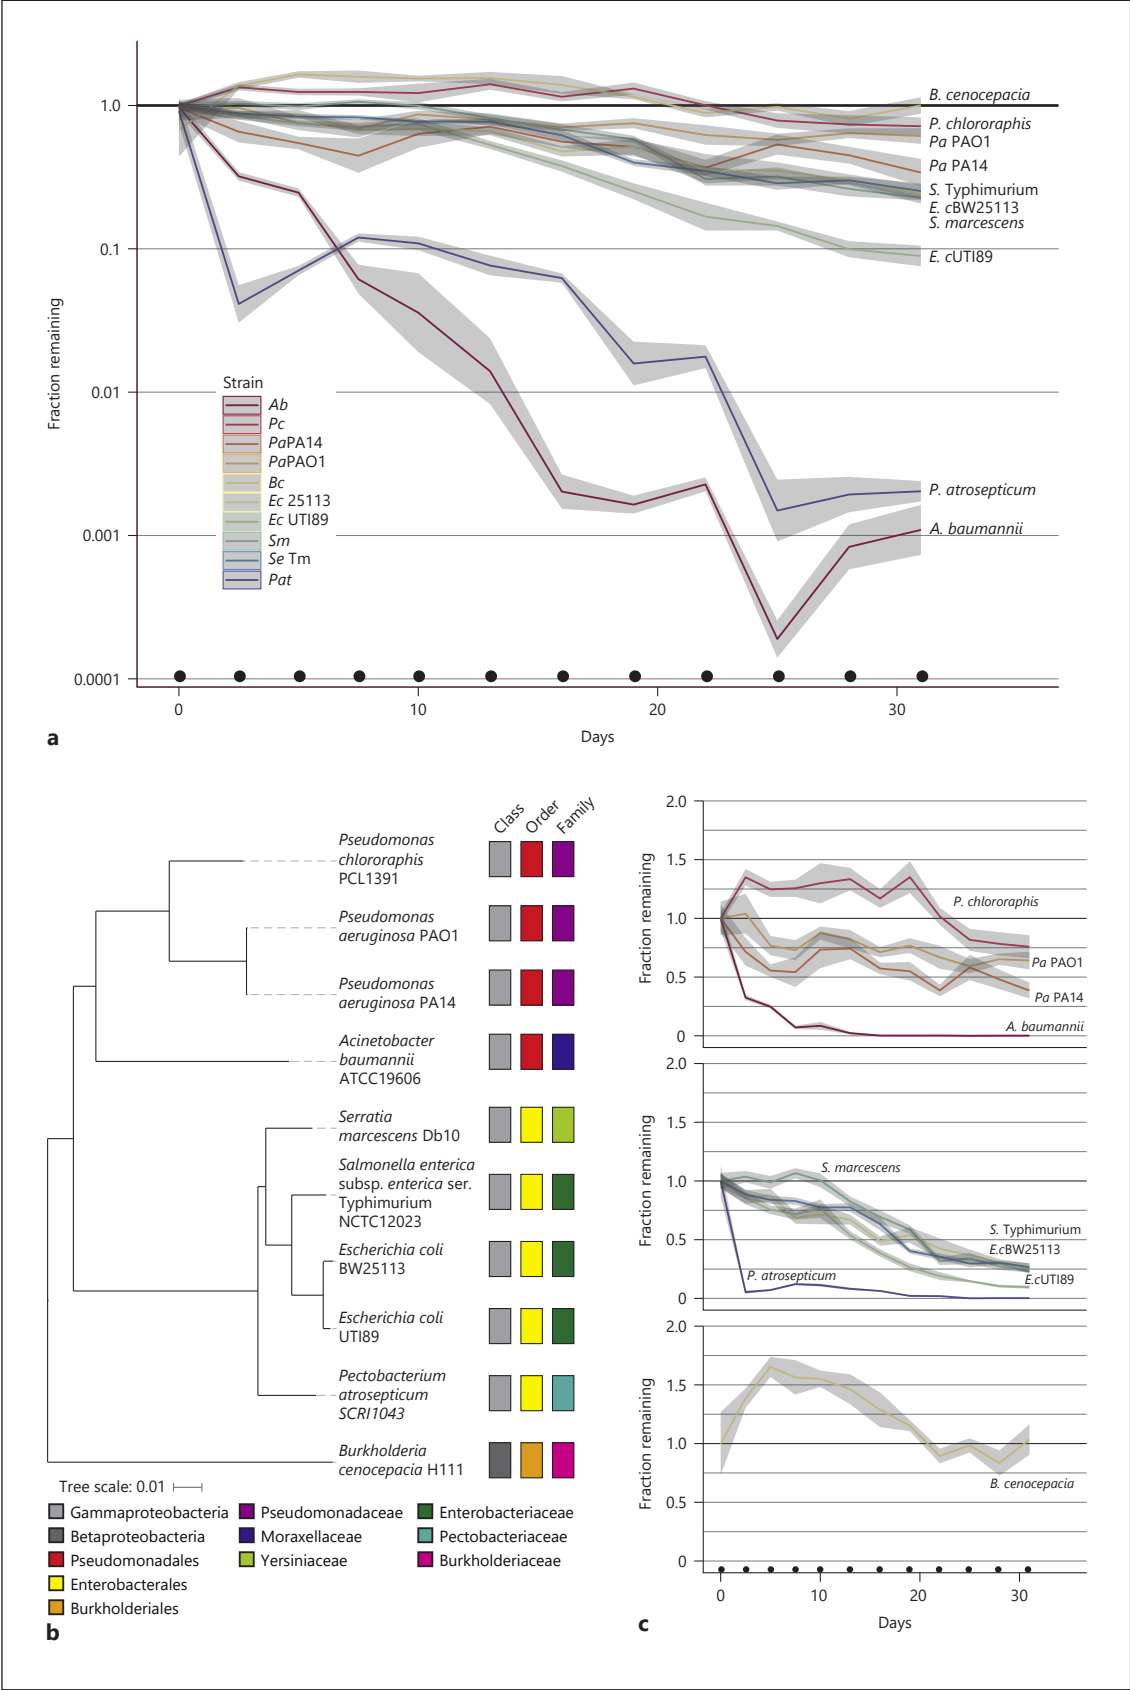 1.0
0.1
0.01
0.001
0.0001
Fraction remaining
B. cenocepacia
P. chlororaphis
Pa PAO1
Pa PA14
S. Typhimurium
E. cBW25113
S. marcescens
E. cUTI89
P. atrosepticum
A. baumannii
Strain
Ab
Pc
PaPA14
PaPAO1
Bc
Ec 25113
Ec UTI89
Sm
Se Tm
Pat
0 10 20 30
Days
a
Class Order Family
Pseudomonas
chlororaphis
PCL1391
Pseudomonas
aeruginosa PAO1
Pseudomonas
aeruginosa PA14
Acinetobacter
baumannii
ATCC19606
Serratia
marcescens Db10
Salmonella enterica
subsp. enterica ser.
Typhimurium
NCTC12023
Escherichia coli
BW25113
Escherichia coli
UTI89
Pectobacterium
atrosepticum
SCRI1043
Burkholderia
cenocepacia H111
Tree scale: 0.01
Gammaproteobacteria
Betaproteobacteria
Pseudomonadales
Enterobacterales
Burkholderiales
Pseudomonadaceae
Moraxellaceae
Yersiniaceae
Enterobacteriaceae
Pectobacteriaceae
Burkholderiaceae
b
2.0
1.5
1.0
0.5
0
Fraction remaining
P. chlororaphis
Pa PAO1
Pa PA14
A. baumannii
2.0
1.5
1.0
0.5
0
Fraction remaining
S. marcescens
S. Typhimurium
E.cBW25113
E.cUTI89
P. atrosepticum
2.0
1.5
1.0
0.5
0
Fraction remaining
B. cenocepacia
0 10 20 30
Days
c